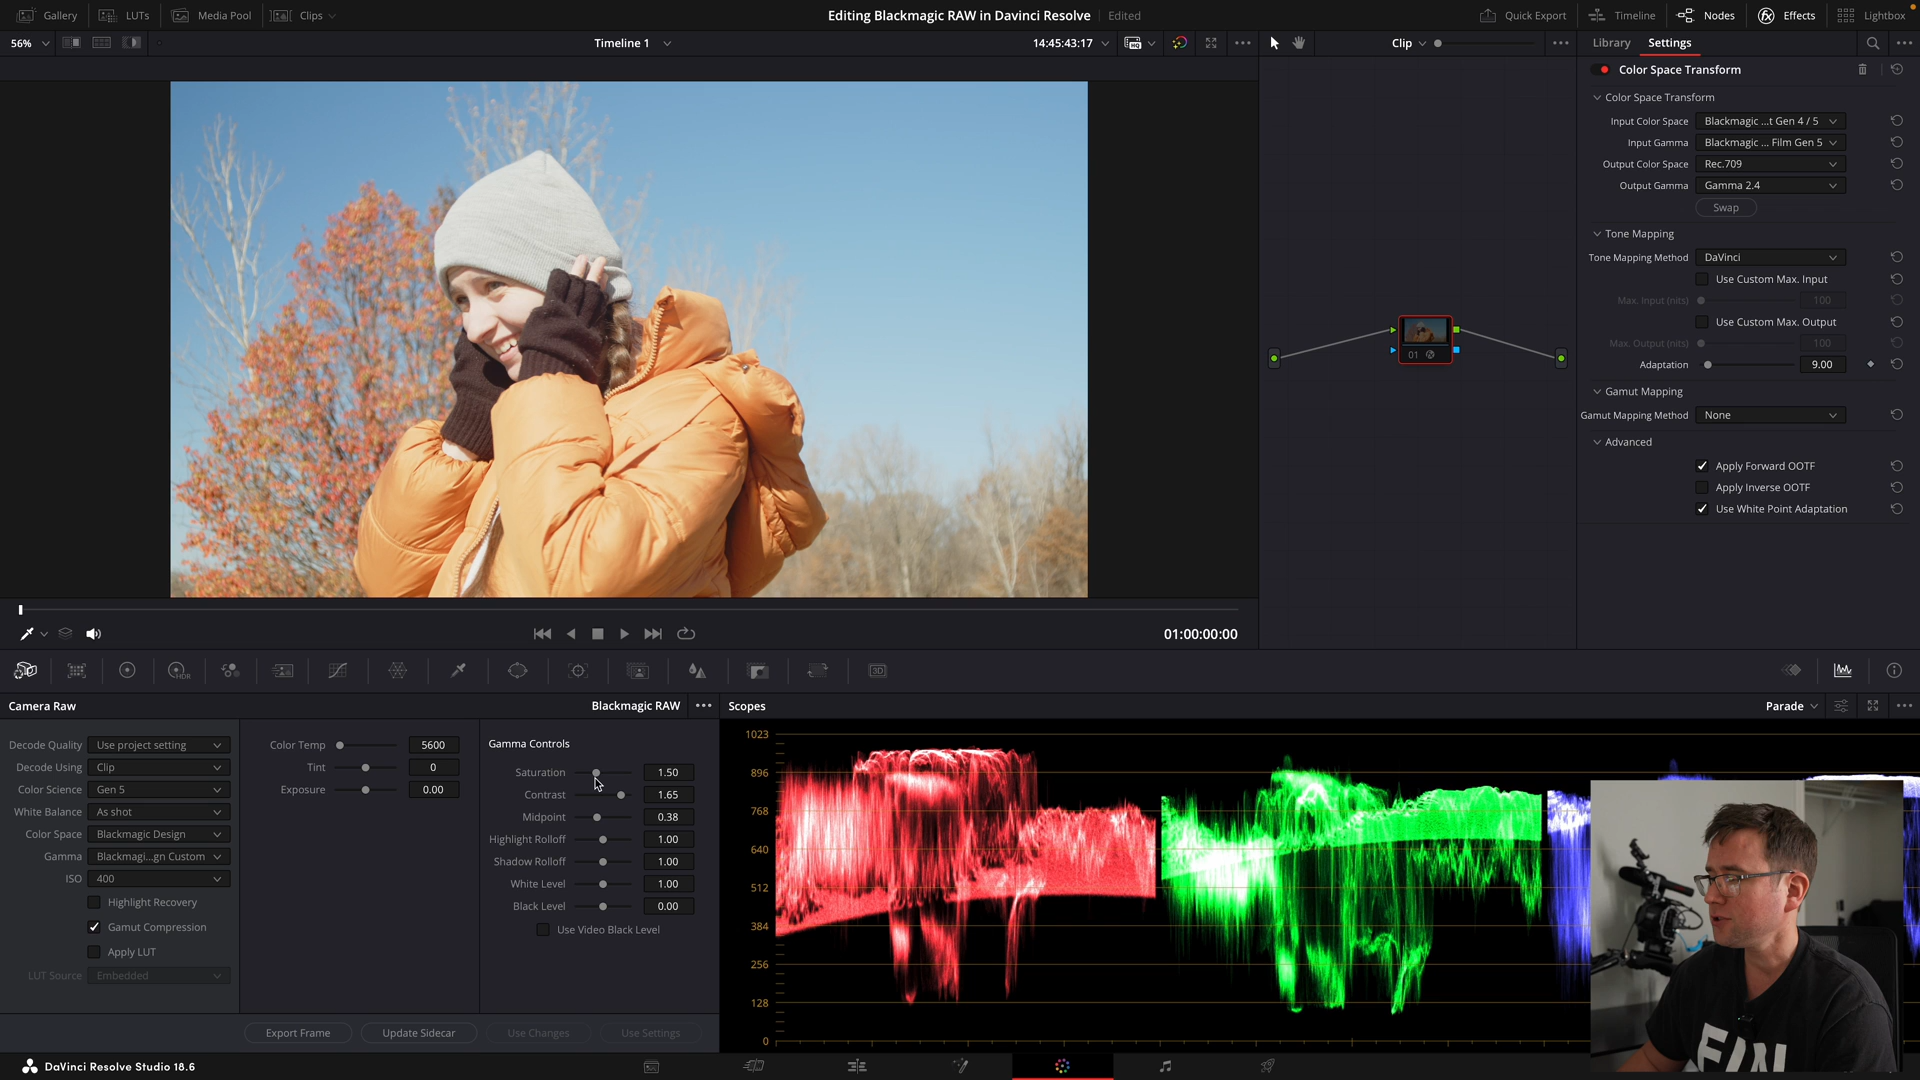 Gallery LUTs Media Pool Clips Editing Blackmagic RAW in Davinci Resolve Edited Quick Export Timeline Nodes Effects Lightbox
56% Timeline 1 14:45:43:17 Clip Library Settings
Color Space Transform
Color Space Transform
Input Color Space Blackmagic ...t Gen 4 / 5
Input Gamma Blackmagic ... Film Gen 5
Output Color Space Rec.709
Output Gamma Gamma 2.4
Swap
Tone Mapping
Tone Mapping Method DaVinci
Use Custom Max. Input
Max. Input (nits) 100
Use Custom Max. Output
Max. Output (nits) 100
Adaptation 9.00
Gamut Mapping
Gamut Mapping Method None
Advanced
Apply Forward OOTF
Apply Inverse OOTF
Use White Point Adaptation
01
01:00:00:00
HDR
3D
Camera Raw Blackmagic RAW
Decode Quality Use project setting
Decode Using Clip
Color Science Gen 5
White Balance As shot
Color Space Blackmagic Design
Gamma Blackmagi...gn Custom
ISO 400
Highlight Recovery
Gamut Compression
Apply LUT
LUT Source Embedded
Color Temp 5600
Tint 0
Exposure 0.00
Gamma Controls
Saturation 1.50
Contrast 1.65
Midpoint 0.38
Highlight Rolloff 1.00
Shadow Rolloff 1.00
White Level 1.00
Black Level 0.00
Use Video Black Level
Export Frame Update Sidecar Use Changes Use Settings
Scopes Parade
1023
896
768
640
512
384
256
128
0
DaVinci Resolve Studio 18.6